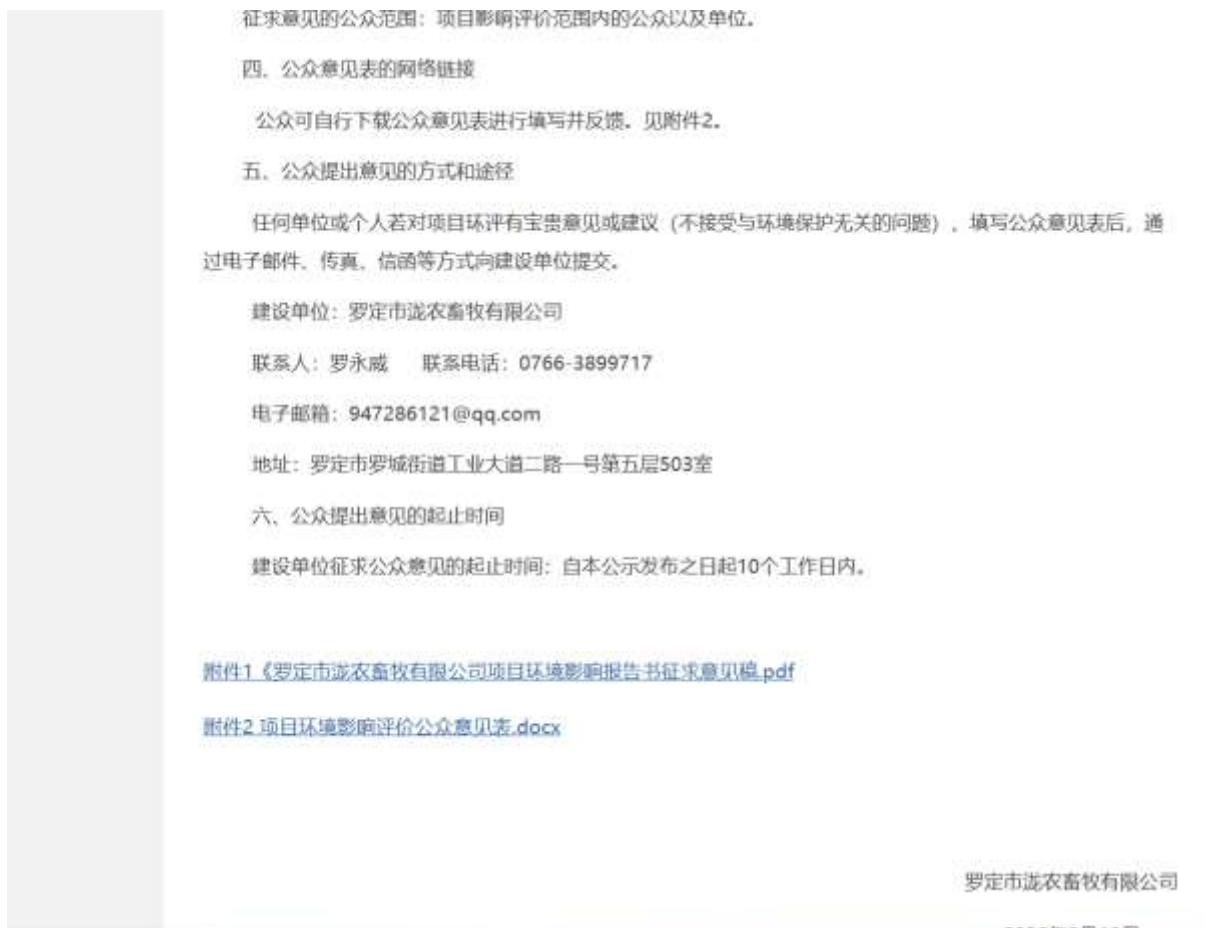 征求意见的公众范围：项目影响评价范围内的公众以及单位。
四、公众意见表的网络链接
公众可自行下载公众意见表进行填写并反馈。见附件2。
五、公众提出意见的方式和途径
任何单位或个人若对项目环评有宝贵意见或建议（不接受与环境保护无关的问题），填写公众意见表后，通
过电子邮件、传真、信函等方式向建设单位提交。
建设单位：罗定市泷农畜牧有限公司
联系人：罗永威 联系电话：0766-3899717
电子邮箱：947286121@qq.com
地址：罗定市罗城街道工业大道二路一号第五层503室
六、公众提出意见的起止时间
建设单位征求公众意见的起止时间：自本公示发布之日起10个工作日内。
附件1《罗定市泷农畜牧有限公司项目环境影响报告书征求意见稿.pdf
附件2 项目环境影响评价公众意见表.docx
罗定市泷农畜牧有限公司